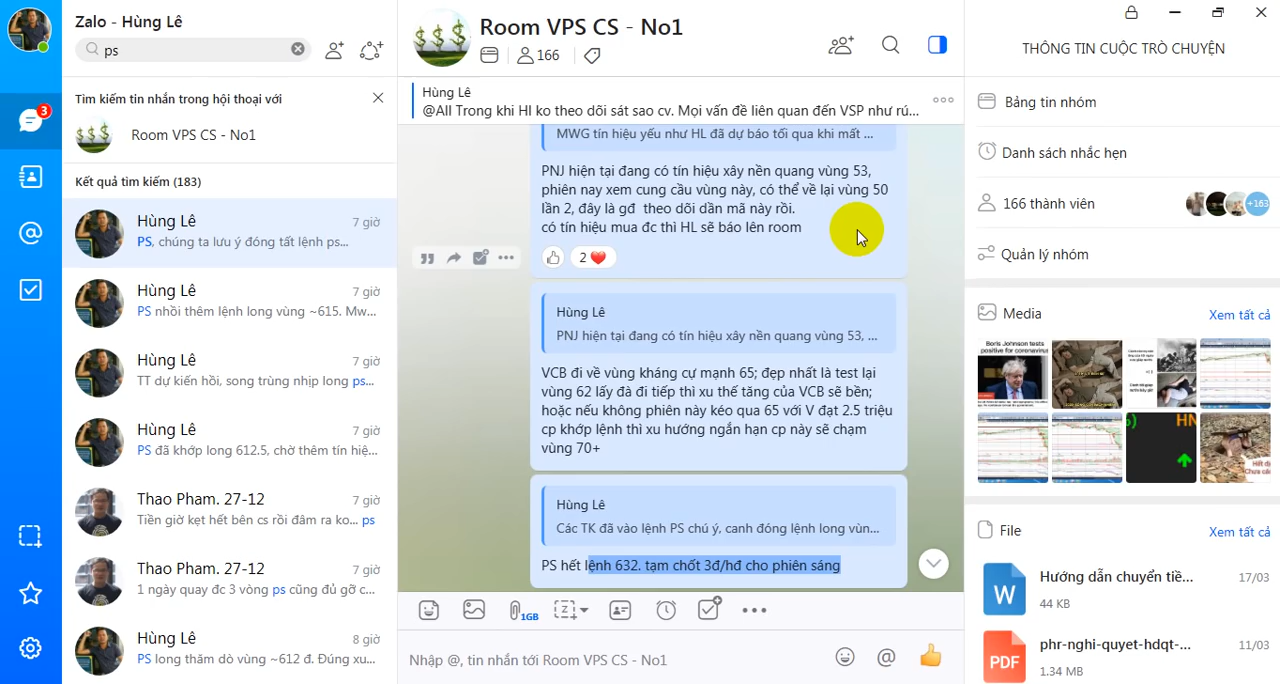 Zalo - Hùng Lê
ps
3
Tìm kiếm tin nhắn trong hội thoại với
Room VPS CS - No1
Kết quả tìm kiếm (183)
Hùng Lê
7 giờ
PS, chúng ta lưu ý đóng tất lệnh ps...
Hùng Lê
7 giờ
PS nhồi thêm lệnh long vùng ~615. Mw...
Hùng Lê
7 giờ
TT dự kiến hồi, song trùng nhịp long ps...
Hùng Lê
7 giờ
PS đã khớp long 612.5, chờ thêm tín hiệ...
Thao Pham. 27-12
7 giờ
Tiền giờ kẹt hết bên cs rồi đâm ra ko... ps
Thao Pham. 27-12
7 giờ
1 ngày quay đc 3 vòng ps cũng đủ gỡ c...
Hùng Lê
8 giờ
PS long thăm dò vùng ~612 đ. Đúng xu...
Room VPS CS - No1
166
Hùng Lê
@All Trong khi Hl ko theo dõi sát sao cv. Mọi vấn đề liên quan đến VSP như rú...
MWG tín hiệu yếu như HL đã dự báo tối qua khi mất ...
PNJ hiện tại đang có tín hiệu xây nền quang vùng 53,
phiên nay xem cung cầu vùng này, có thể về lại vùng 50
lần 2, đây là gđ  theo dõi dần mã này rồi.
có tín hiệu mua đc thì HL sẽ báo lên room
2
Hùng Lê
PNJ hiện tại đang có tín hiệu xây nền quang vùng 53, ...
VCB đi về vùng kháng cự mạnh 65; đẹp nhất là test lại
vùng 62 lấy đà đi tiếp thì xu thế tăng của VCB sẽ bền;
hoặc nếu không phiên này kéo qua 65 với V đạt 2.5 triệu
cp khớp lệnh thì xu hướng ngắn hạn cp này sẽ chạm
vùng 70+
Hùng Lê
Các TK đã vào lệnh PS chú ý, canh đóng lệnh long vùn...
PS hết lệnh 632. tạm chốt 3đ/hđ cho phiên sáng
1GB
Nhập @, tin nhắn tới Room VPS CS - No1
THÔNG TIN CUỘC TRÒ CHUYỆN
Bảng tin nhóm
Danh sách nhắc hẹn
166 thành viên
+163
Quản lý nhóm
Media
Xem tất cả
Boris Johnson tests
positive for coronavirus
HN
File
Xem tất cả
W
Hướng dẫn chuyển tiề...
17/03
44 KB
PDF
phr-nghi-quyet-hdqt-...
11/03
1.34 MB